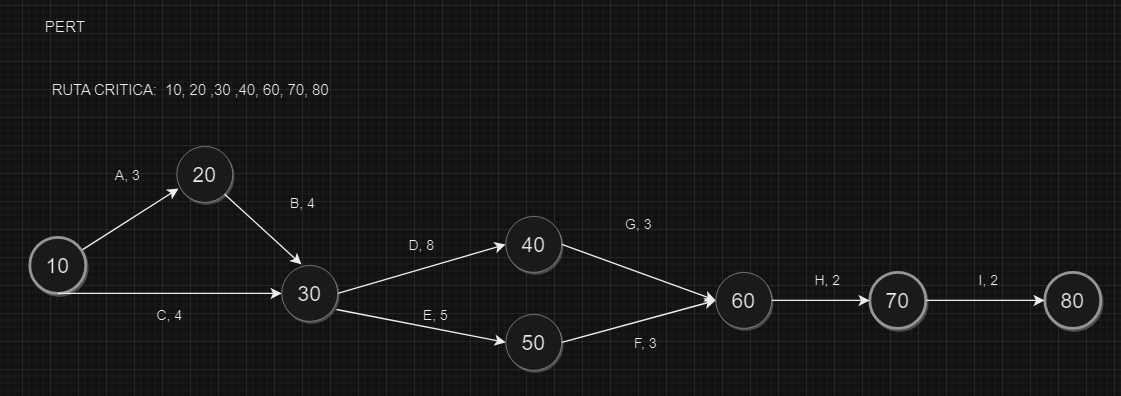 PERT
RUTA CRITICA:  10, 20 ,30 ,40, 60, 70, 80
A, 3
20
B, 4
10
C, 4
30
D, 8
40
G, 3
E, 5
50
F, 3
60
H, 2
70
I, 2
80